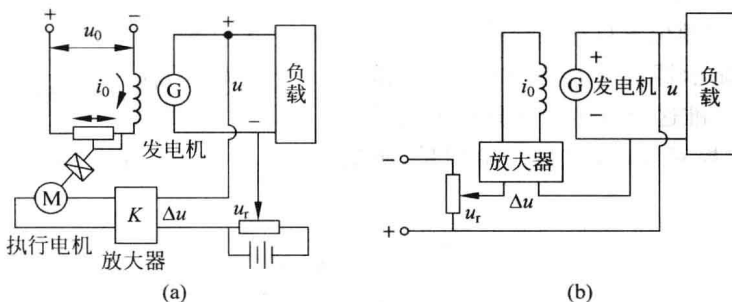 + −
u₀
i₀
G
发电机
+
u
−
负载
M
执行电机
K
放大器
Δu
uᵣ
(a)
i₀
G
+
发电机
−
u
负载
放大器
Δu
−
uᵣ
+
(b)